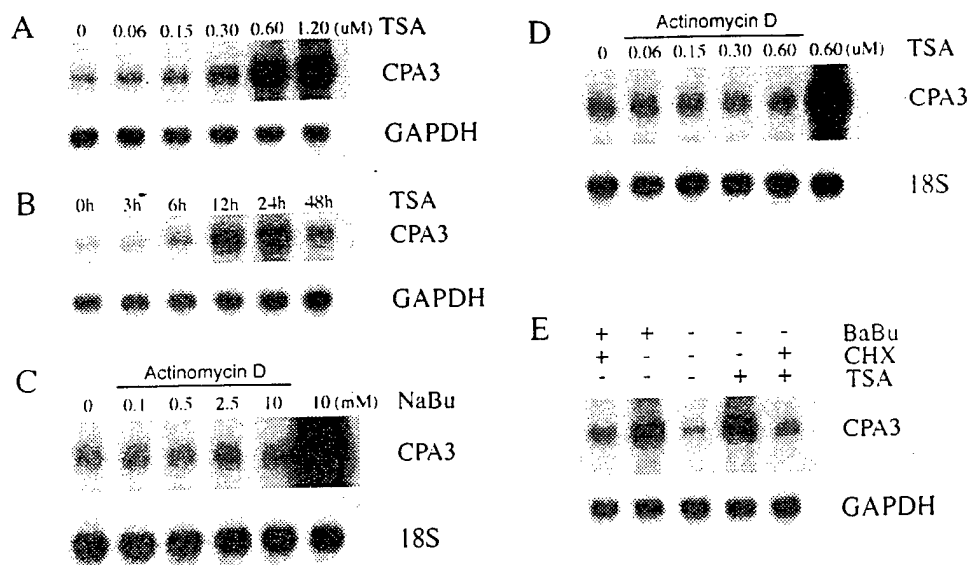 A
0 0.06 0.15 0.30 0.60 1.20 (uM) TSA
CPA3
GAPDH
B
0h 3h 6h 12h 24h 48h TSA
CPA3
GAPDH
C
Actinomycin D
0 0.1 0.5 2.5 10 10 (mM) NaBu
CPA3
18S
D
Actinomycin D
0 0.06 0.15 0.30 0.60 0.60 (uM) TSA
CPA3
18S
E
+ + - - - BaBu
+ - - - + CHX
- - - + + TSA
CPA3
GAPDH